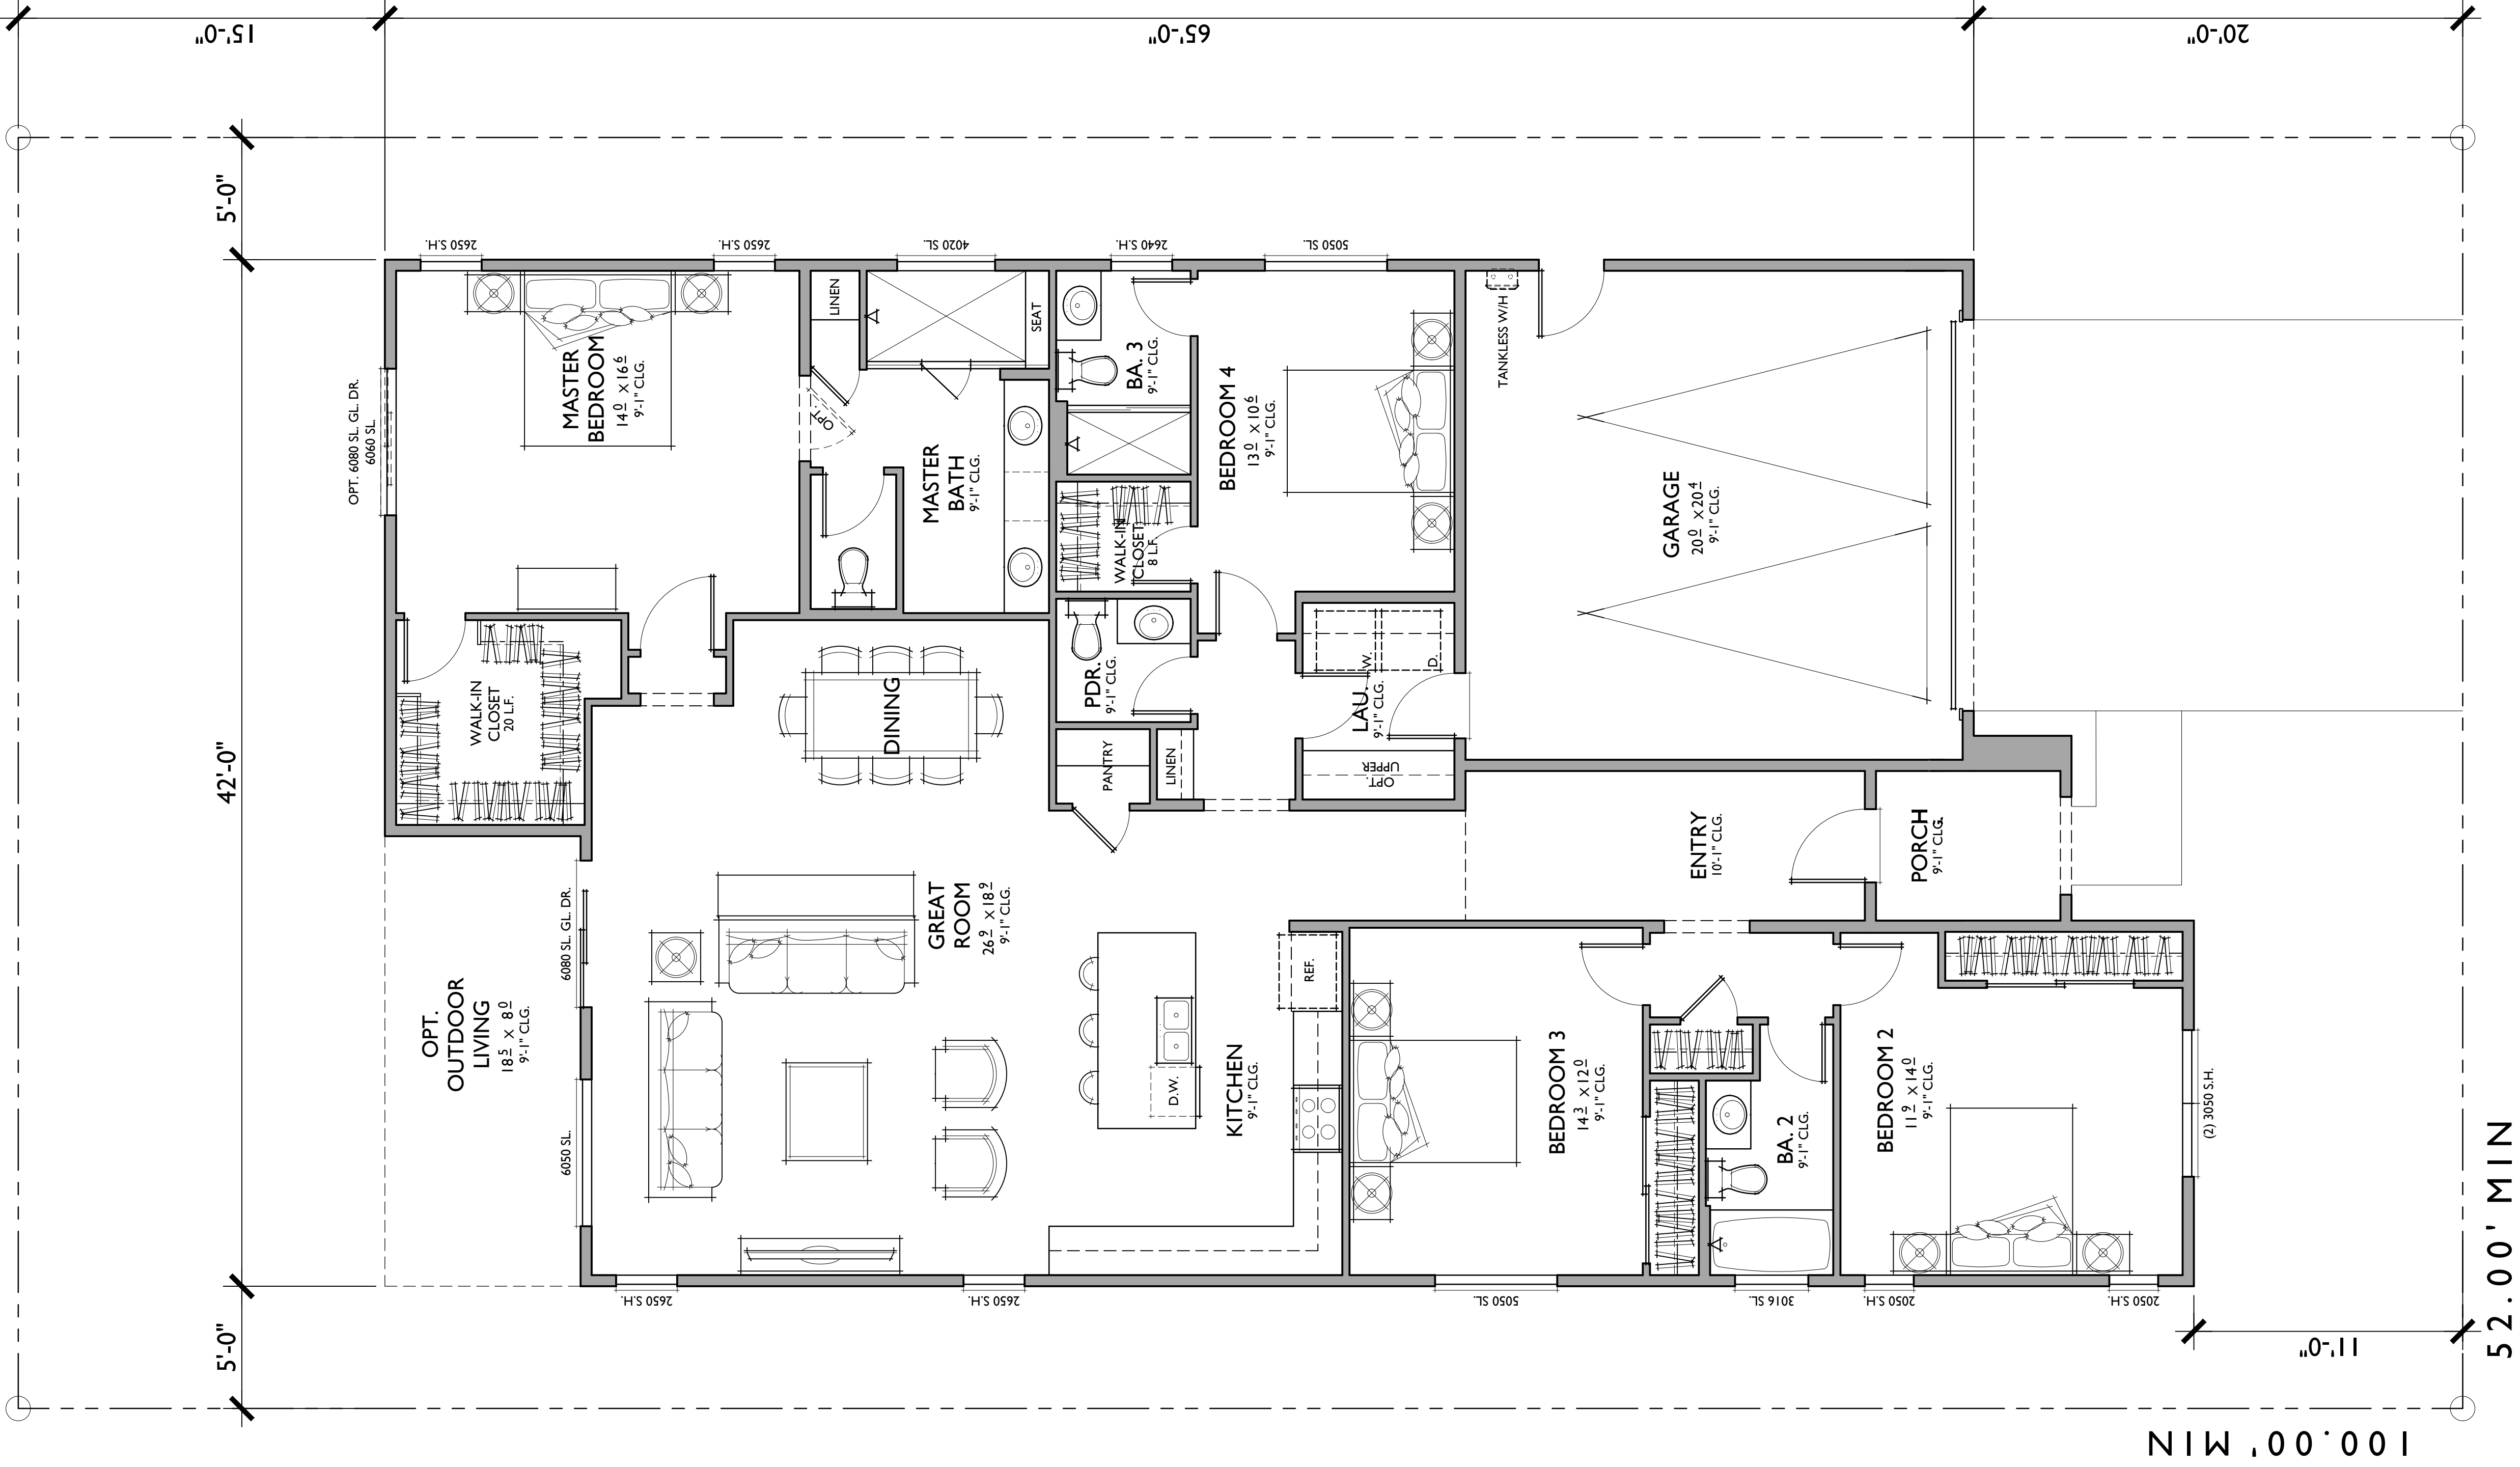 15'-0"
65'-0"
20'-0"
5'-0"
42'-0"
5'-0"
11'-0"
52.00' MIN
100.00' MIN
2650 S.H.
2650 S.H.
4020 SL.
2640 S.H.
5050 SL.
OPT. 6080 SL. GL. DR.
6060 SL.
MASTER
BEDROOM
14⁰ X 16⁶
9'-1" CLG.
LINEN
OPT.
SEAT
MASTER
BATH
9'-1" CLG.
BA. 3
9'-1" CLG.
WALK-IN
CLOSET
8 L.F.
BEDROOM 4
13⁰ X 10⁶
9'-1" CLG.
TANKLESS W/H
GARAGE
20⁰ X 20⁴
9'-1" CLG.
WALK-IN
CLOSET
20 L.F.
DINING
PDR.
9'-1" CLG.
PANTRY
LINEN
LAU.
9'-1" CLG.
W.
D.
OPT.
UPPER
ENTRY
10'-1" CLG.
PORCH
9'-1" CLG.
OPT.
OUTDOOR
LIVING
18⁵ X 8⁰
9'-1" CLG.
6080 SL. GL. DR.
6050 SL.
GREAT
ROOM
26⁹ X 18⁹
9'-1" CLG.
REF.
D.W.
KITCHEN
9'-1" CLG.
BEDROOM 3
14³ X 12⁰
9'-1" CLG.
BA. 2
9'-1" CLG.
BEDROOM 2
11⁹ X 14⁰
9'-1" CLG.
(2) 3050 S.H.
2650 S.H.
2650 S.H.
5050 SL.
3016 SL.
2050 S.H.
2050 S.H.